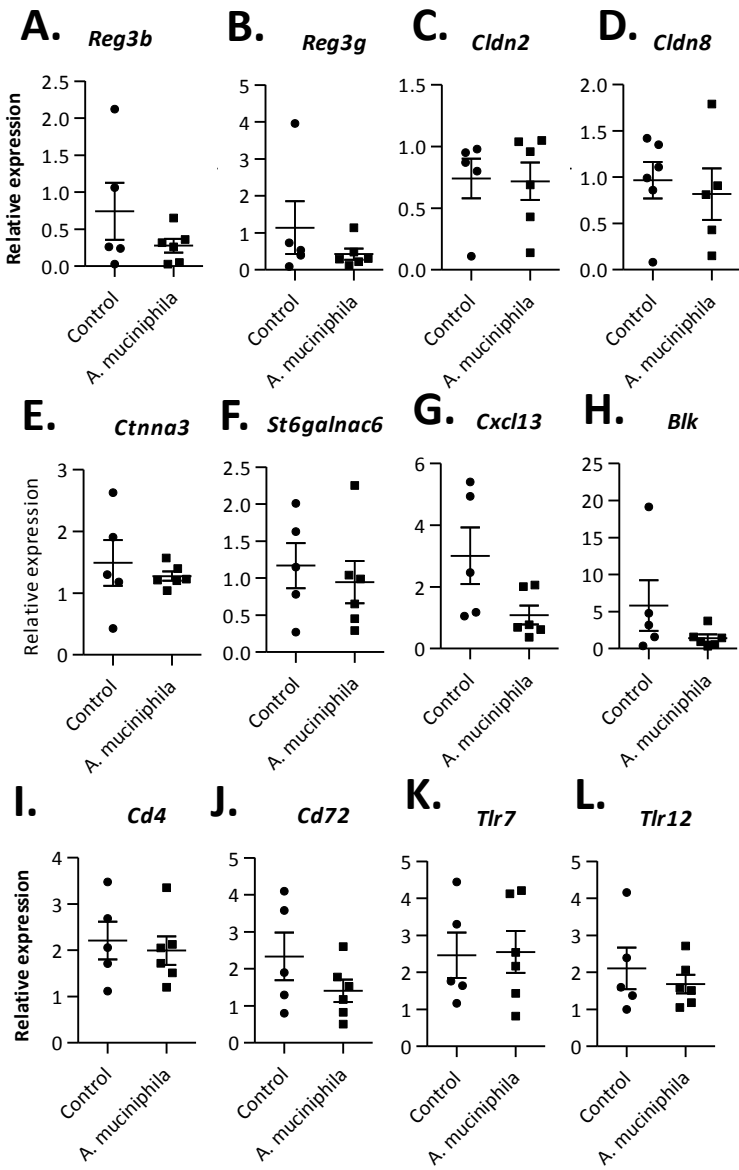 A. Reg3b B. Reg3g C. Cldn2 D. Cldn8
Relative expression
2.5 2.0 1.5 1.0 0.5 0.0
Control A. muciniphila
5 4 3 2 1 0
Control A. muciniphila
1.5 1.0 0.5 0.0
Control A. muciniphila
2.0 1.5 1.0 0.5 0.0
Control A. muciniphila
E. Ctnna3 F. St6galnac6 G. Cxcl13 H. Blk
Relative expression
3 2 1 0
Control A. muciniphila
2.5 2.0 1.5 1.0 0.5 0.0
Control A. muciniphila
6 4 2 0
Control A. muciniphila
25 20 15 10 5 0
Control A. muciniphila
I. Cd4 J. Cd72 K. Tlr7 L. Tlr12
Relative expression
4 3 2 1 0
Control A. muciniphila
5 4 3 2 1 0
Control A. muciniphila
5 4 3 2 1 0
Control A. muciniphila
5 4 3 2 1 0
Control A. muciniphila